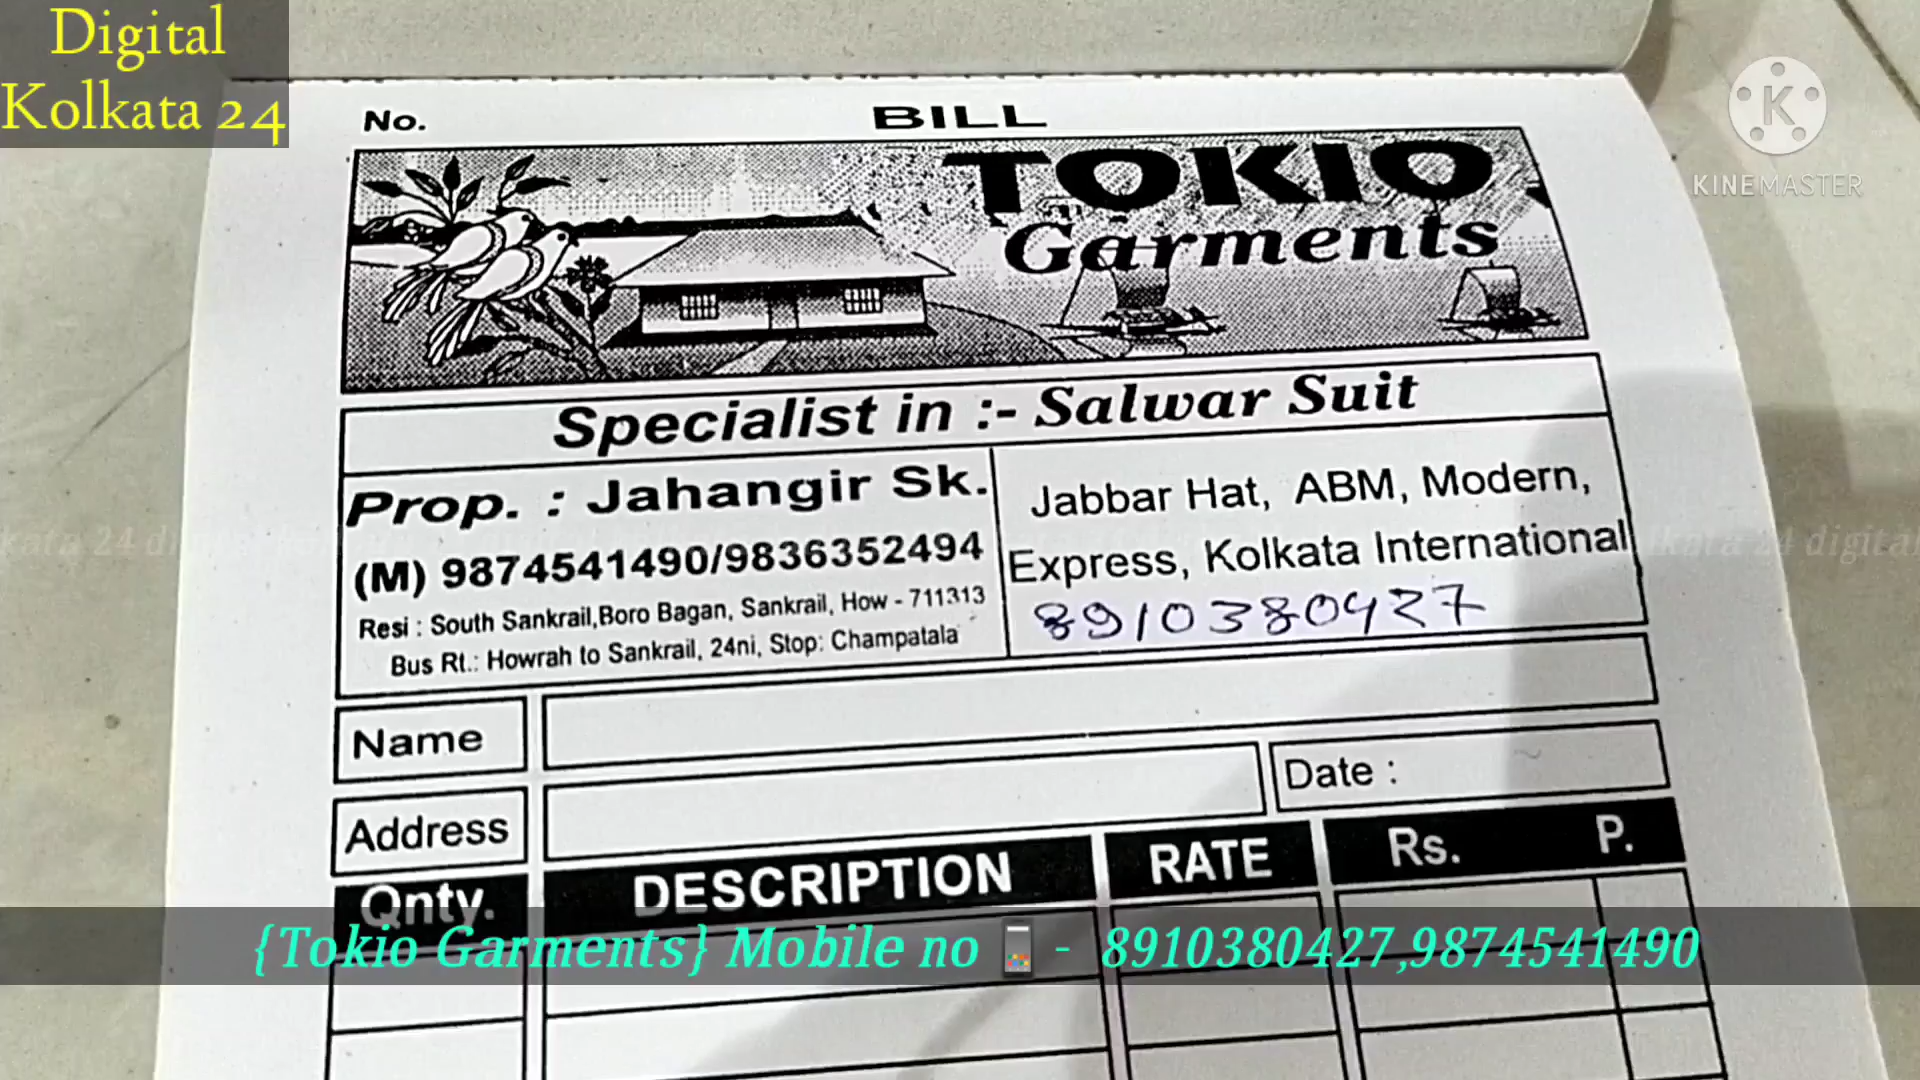 Digital
Kolkata 24
KINEMASTER
No.
BILL
TOKIO
Garments
Specialist in :- Salwar Suit
Prop. : Jahangir Sk.
(M) 9874541490/9836352494
Resi : South Sankrail,Boro Bagan, Sankrail, How - 711313
Bus Rt.: Howrah to Sankrail, 24ni, Stop: Champatala
Jabbar Hat, ABM, Modern,
Express, Kolkata International
8910380427
Name
Address
Date :
Qnty. DESCRIPTION RATE Rs. P.
{Tokio Garments} Mobile no 📱 - 8910380427,9874541490